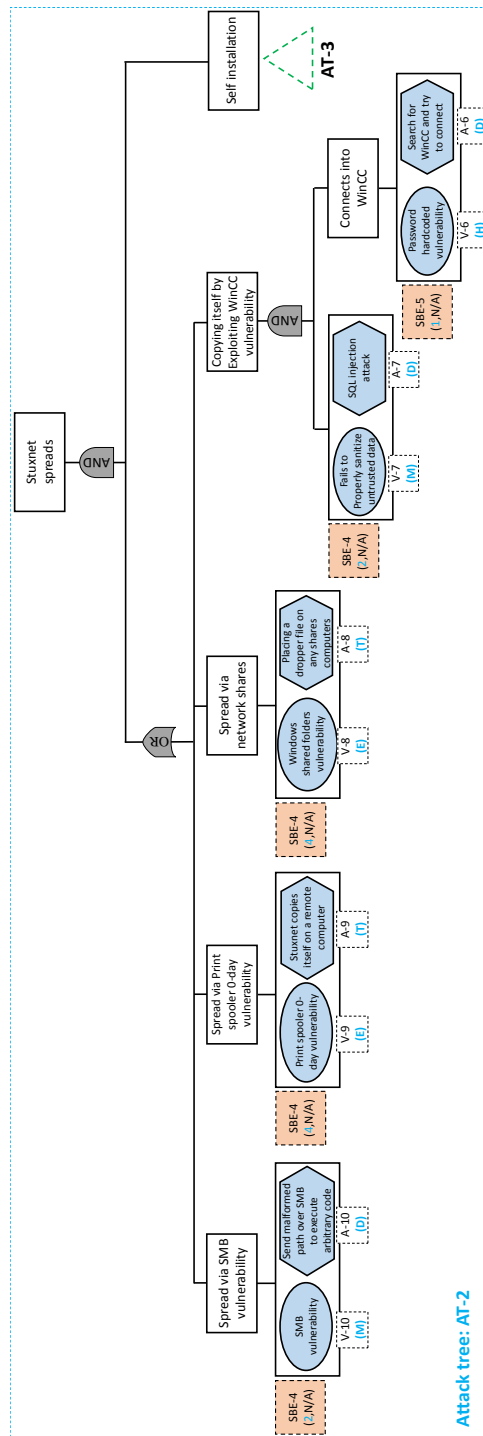 Stuxnet
spreads
AND
OR
Self installation
AT-3
Spread via SMB
vulnerability
Spread via Print
spooler 0-day
vulnerability
Spread via
network shares
Copying itself by
Exploiting WinCC
vulnerability
AND
Connects into
WinCC
SBE-4
(2,N/A)
SMB
vulnerability
Send malformed
path over SMB
to execute
arbitrary code
V-10
(M)
A-10
(D)
SBE-4
(4,N/A)
Print spooler 0-
day vulnerability
Stuxnet copies
itself on a remote
computer
V-9
(E)
A-9
(T)
SBE-4
(4,N/A)
Windows
shared folders
vulnerability
Placing a
dropper file on
any shares
computers
V-8
(E)
A-8
(T)
SBE-4
(2,N/A)
Fails to
Properly sanitize
untrusted data
SQL injection
attack
V-7
(M)
A-7
(D)
SBE-5
(1,N/A)
Password
hardcoded
vulnerability
Search for
WinCC and try
to connect
V-6
(H)
A-6
(D)
Attack tree: AT-2